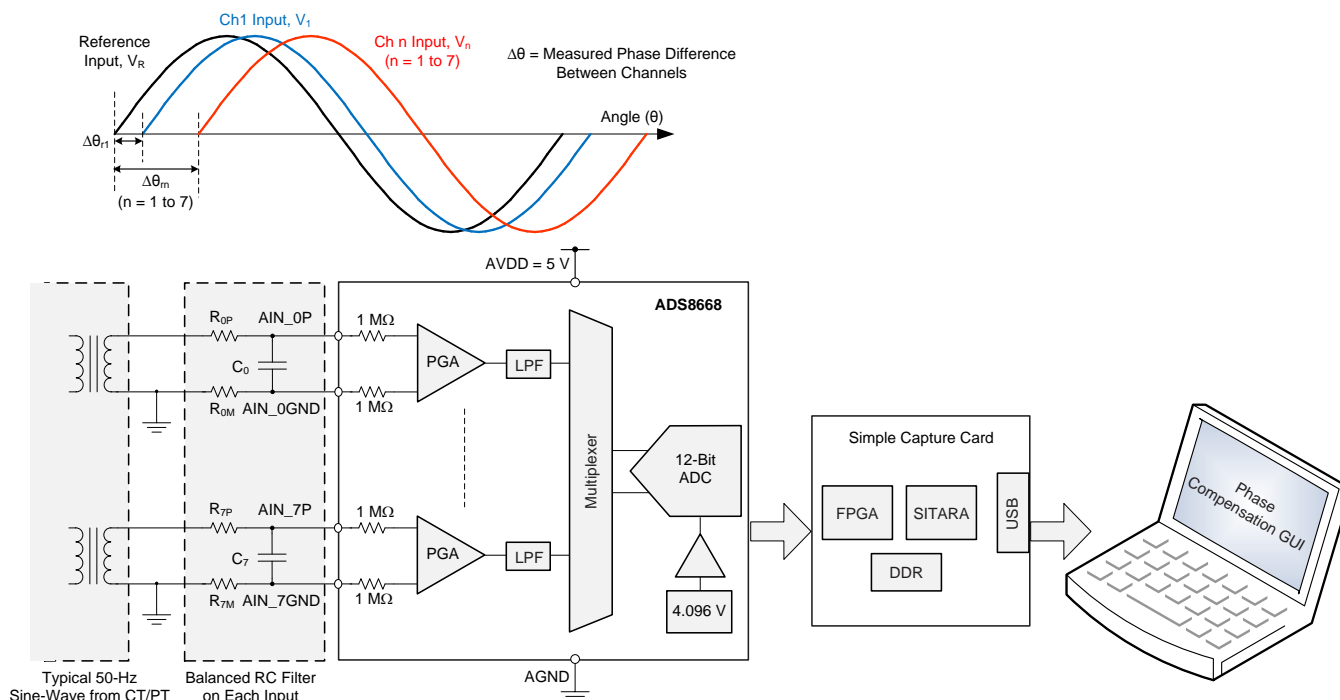 Ch1 Input, V1
Reference
Input, VR
Ch n Input, Vn
(n = 1 to 7)
Δθ = Measured Phase Difference
Between Channels
Angle (θ)
Δθr1
Δθrn
(n = 1 to 7)
AVDD = 5 V
ADS8668
R0P
AIN_0P
1 MΩ
C0
PGA
LPF
R0M
AIN_0GND
1 MΩ
Multiplexer
12-Bit
ADC
R7P
AIN_7P
1 MΩ
C7
PGA
LPF
R7M
AIN_7GND
1 MΩ
4.096 V
Simple Capture Card
FPGA
SITARA
USB
DDR
Phase
Compensation GUI
Typical 50-Hz
Sine-Wave from CT/PT
Balanced RC Filter
on Each Input
AGND